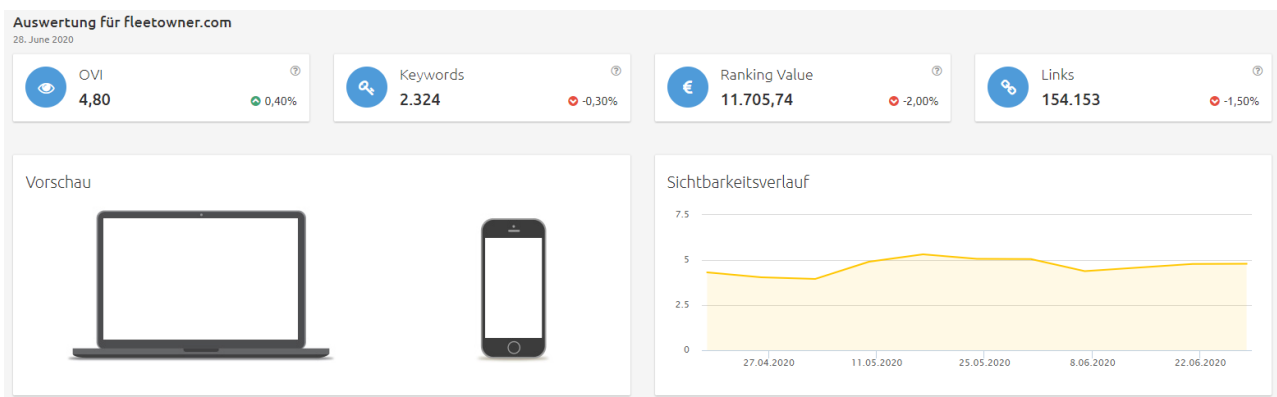 Auswertung für fleetowner.com
28. June 2020
OVI ?
4,80 0,40%
Keywords ?
2.324 -0,30%
Ranking Value ?
€
11.705,74 -2,00%
Links ?
154.153 -1,50%
Vorschau
Sichtbarkeitsverlauf
7.5
5
2.5
0
27.04.2020 11.05.2020 25.05.2020 8.06.2020 22.06.2020